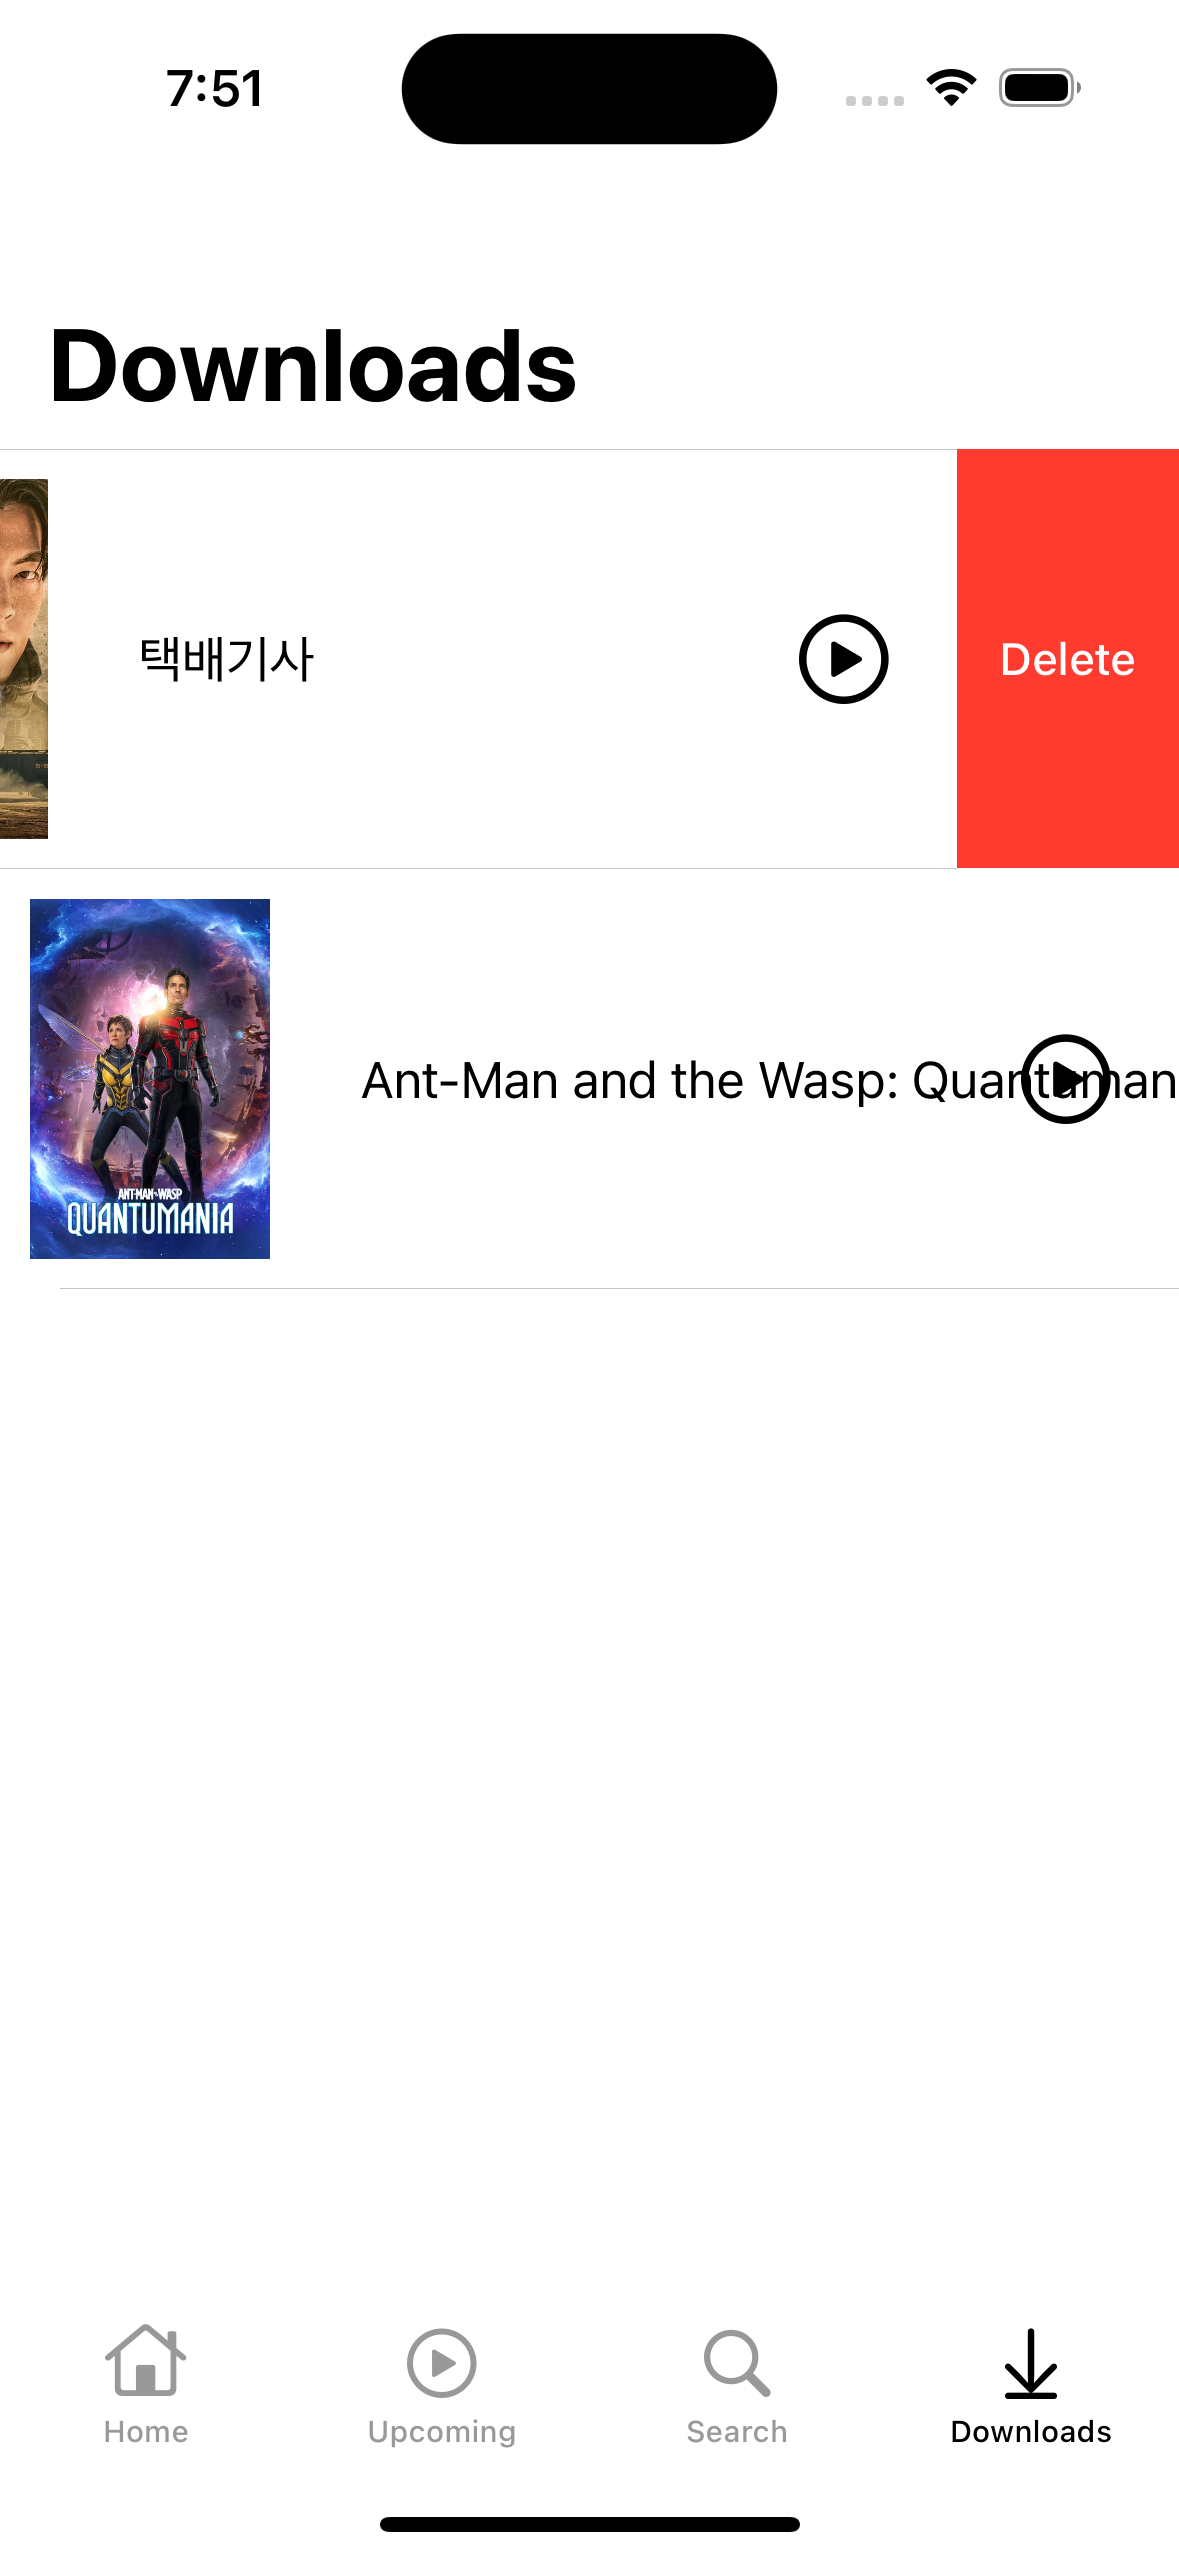 7:51
Downloads
택배기사
Delete
Ant-Man and the Wasp: Quantuman
ANT-MAN AND THE WASP
QUANTUMANIA
Home
Upcoming
Search
Downloads